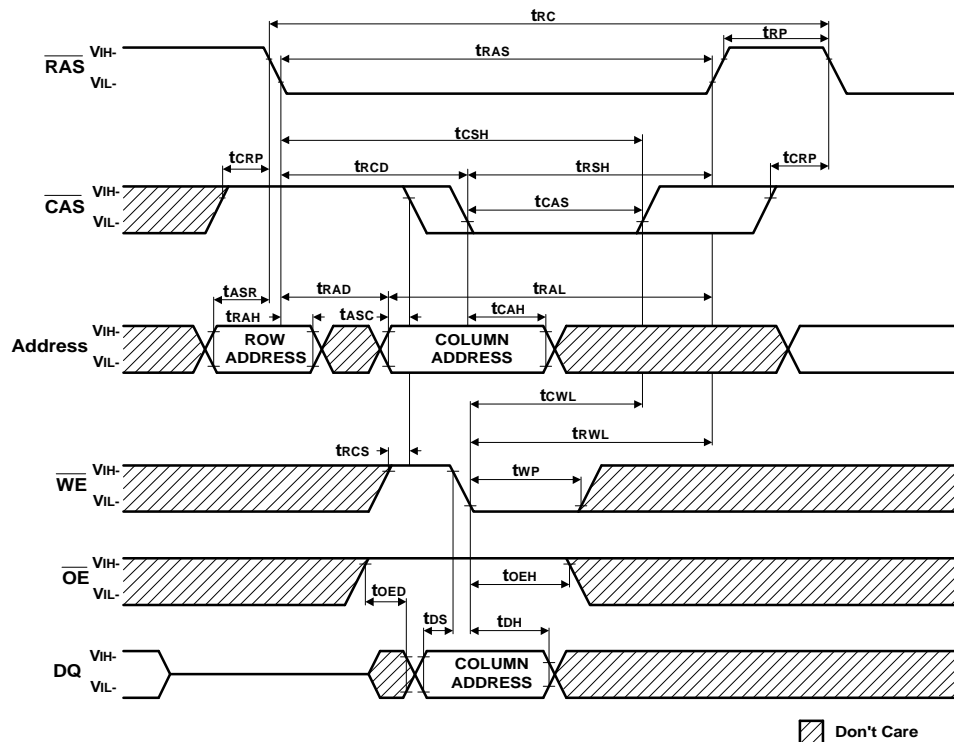 tRC
tRP
VIH-
RAS
tRAS
VIL-
tCSH
tCRP
tRCD
tRSH
tCRP
VIH-
CAS
tCAS
VIL-
tASR
tRAD
tRAL
tRAH
tASC
tCAH
VIH-
Address
ROW
ADDRESS
COLUMN
ADDRESS
VIL-
tCWL
tRWL
tRCS
VIH-
WE
tWP
VIL-
VIH-
OE
tOEH
VIL-
tOED
tDS
tDH
VIH-
DQ
COLUMN
ADDRESS
VIL-
Don't Care